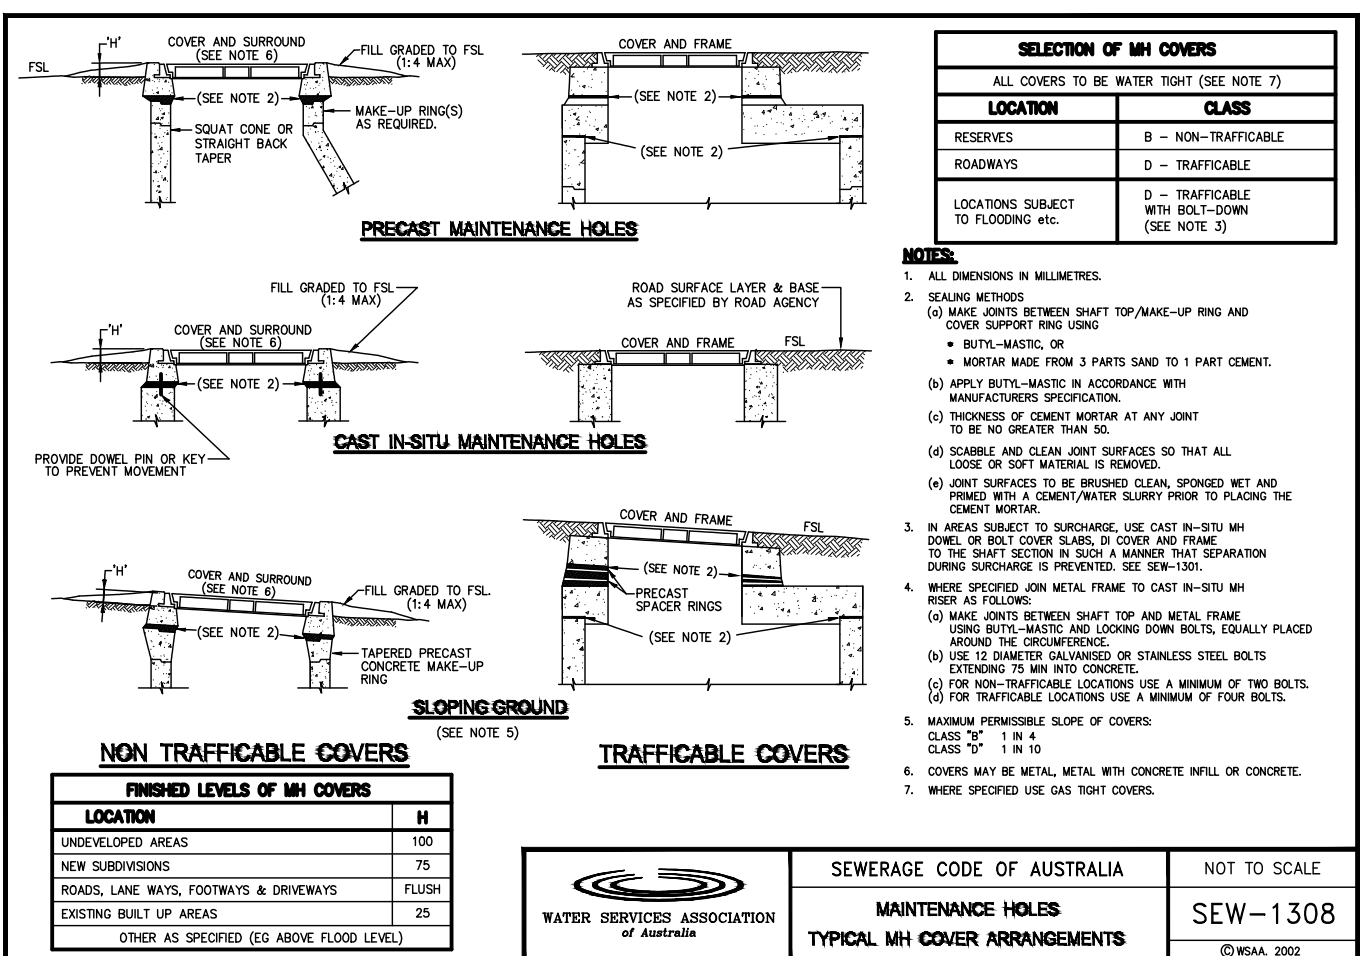 'H'
COVER AND SURROUND
(SEE NOTE 6)
FILL GRADED TO FSL
(1:4 MAX)
FSL
(SEE NOTE 2)
MAKE-UP RING(S)
AS REQUIRED.
SQUAT CONE OR
STRAIGHT BACK
TAPER
COVER AND FRAME
(SEE NOTE 2)
(SEE NOTE 2)
PRECAST MAINTENANCE HOLES
FILL GRADED TO FSL
(1:4 MAX)
'H'
COVER AND SURROUND
(SEE NOTE 6)
FSL
(SEE NOTE 2)
PROVIDE DOWEL PIN OR KEY
TO PREVENT MOVEMENT
ROAD SURFACE LAYER & BASE
AS SPECIFIED BY ROAD AGENCY
COVER AND FRAME
FSL
CAST IN-SITU MAINTENANCE HOLES
'H'
COVER AND SURROUND
(SEE NOTE 6)
FSL
FILL GRADED TO FSL.
(1:4 MAX)
(SEE NOTE 2)
TAPERED PRECAST
CONCRETE MAKE-UP
RING
COVER AND FRAME
FSL
(SEE NOTE 2)
PRECAST
SPACER RINGS
(SEE NOTE 2)
SLOPING GROUND
(SEE NOTE 5)
NON TRAFFICABLE COVERS
TRAFFICABLE COVERS
FINISHED LEVELS OF MH COVERS
LOCATION H
UNDEVELOPED AREAS 100
NEW SUBDIVISIONS 75
ROADS, LANE WAYS, FOOTWAYS & DRIVEWAYS FLUSH
EXISTING BUILT UP AREAS 25
OTHER AS SPECIFIED (EG ABOVE FLOOD LEVEL)
SELECTION OF MH COVERS
ALL COVERS TO BE WATER TIGHT (SEE NOTE 7)
LOCATION CLASS
RESERVES B - NON-TRAFFICABLE
ROADWAYS D - TRAFFICABLE
LOCATIONS SUBJECT
TO FLOODING etc.
D - TRAFFICABLE
WITH BOLT-DOWN
(SEE NOTE 3)
NOTES:
1. ALL DIMENSIONS IN MILLIMETRES.
2. SEALING METHODS
(a) MAKE JOINTS BETWEEN SHAFT TOP/MAKE-UP RING AND
COVER SUPPORT RING USING
* BUTYL-MASTIC, OR
* MORTAR MADE FROM 3 PARTS SAND TO 1 PART CEMENT.
(b) APPLY BUTYL-MASTIC IN ACCORDANCE WITH
MANUFACTURERS SPECIFICATION.
(c) THICKNESS OF CEMENT MORTAR AT ANY JOINT
TO BE NO GREATER THAN 50.
(d) SCABBLE AND CLEAN JOINT SURFACES SO THAT ALL
LOOSE OR SOFT MATERIAL IS REMOVED.
(e) JOINT SURFACES TO BE BRUSHED CLEAN, SPONGED WET AND
PRIMED WITH A CEMENT/WATER SLURRY PRIOR TO PLACING THE
CEMENT MORTAR.
3. IN AREAS SUBJECT TO SURCHARGE, USE CAST IN-SITU MH
DOWEL OR BOLT COVER SLABS, DI COVER AND FRAME
TO THE SHAFT SECTION IN SUCH A MANNER THAT SEPARATION
DURING SURCHARGE IS PREVENTED. SEE SEW-1301.
4. WHERE SPECIFIED JOIN METAL FRAME TO CAST IN-SITU MH
RISER AS FOLLOWS:
(a) MAKE JOINTS BETWEEN SHAFT TOP AND METAL FRAME
USING BUTYL-MASTIC AND LOCKING DOWN BOLTS, EQUALLY PLACED
AROUND THE CIRCUMFERENCE.
(b) USE 12 DIAMETER GALVANISED OR STAINLESS STEEL BOLTS
EXTENDING 75 MIN INTO CONCRETE.
(c) FOR NON-TRAFFICABLE LOCATIONS USE A MINIMUM OF TWO BOLTS.
(d) FOR TRAFFICABLE LOCATIONS USE A MINIMUM OF FOUR BOLTS.
5. MAXIMUM PERMISSIBLE SLOPE OF COVERS:
CLASS "B" 1 IN 4
CLASS "D" 1 IN 10
6. COVERS MAY BE METAL, METAL WITH CONCRETE INFILL OR CONCRETE.
7. WHERE SPECIFIED USE GAS TIGHT COVERS.
WATER SERVICES ASSOCIATION
of Australia
SEWERAGE CODE OF AUSTRALIA
MAINTENANCE HOLES
TYPICAL MH COVER ARRANGEMENTS
NOT TO SCALE
SEW-1308
© WSAA. 2002